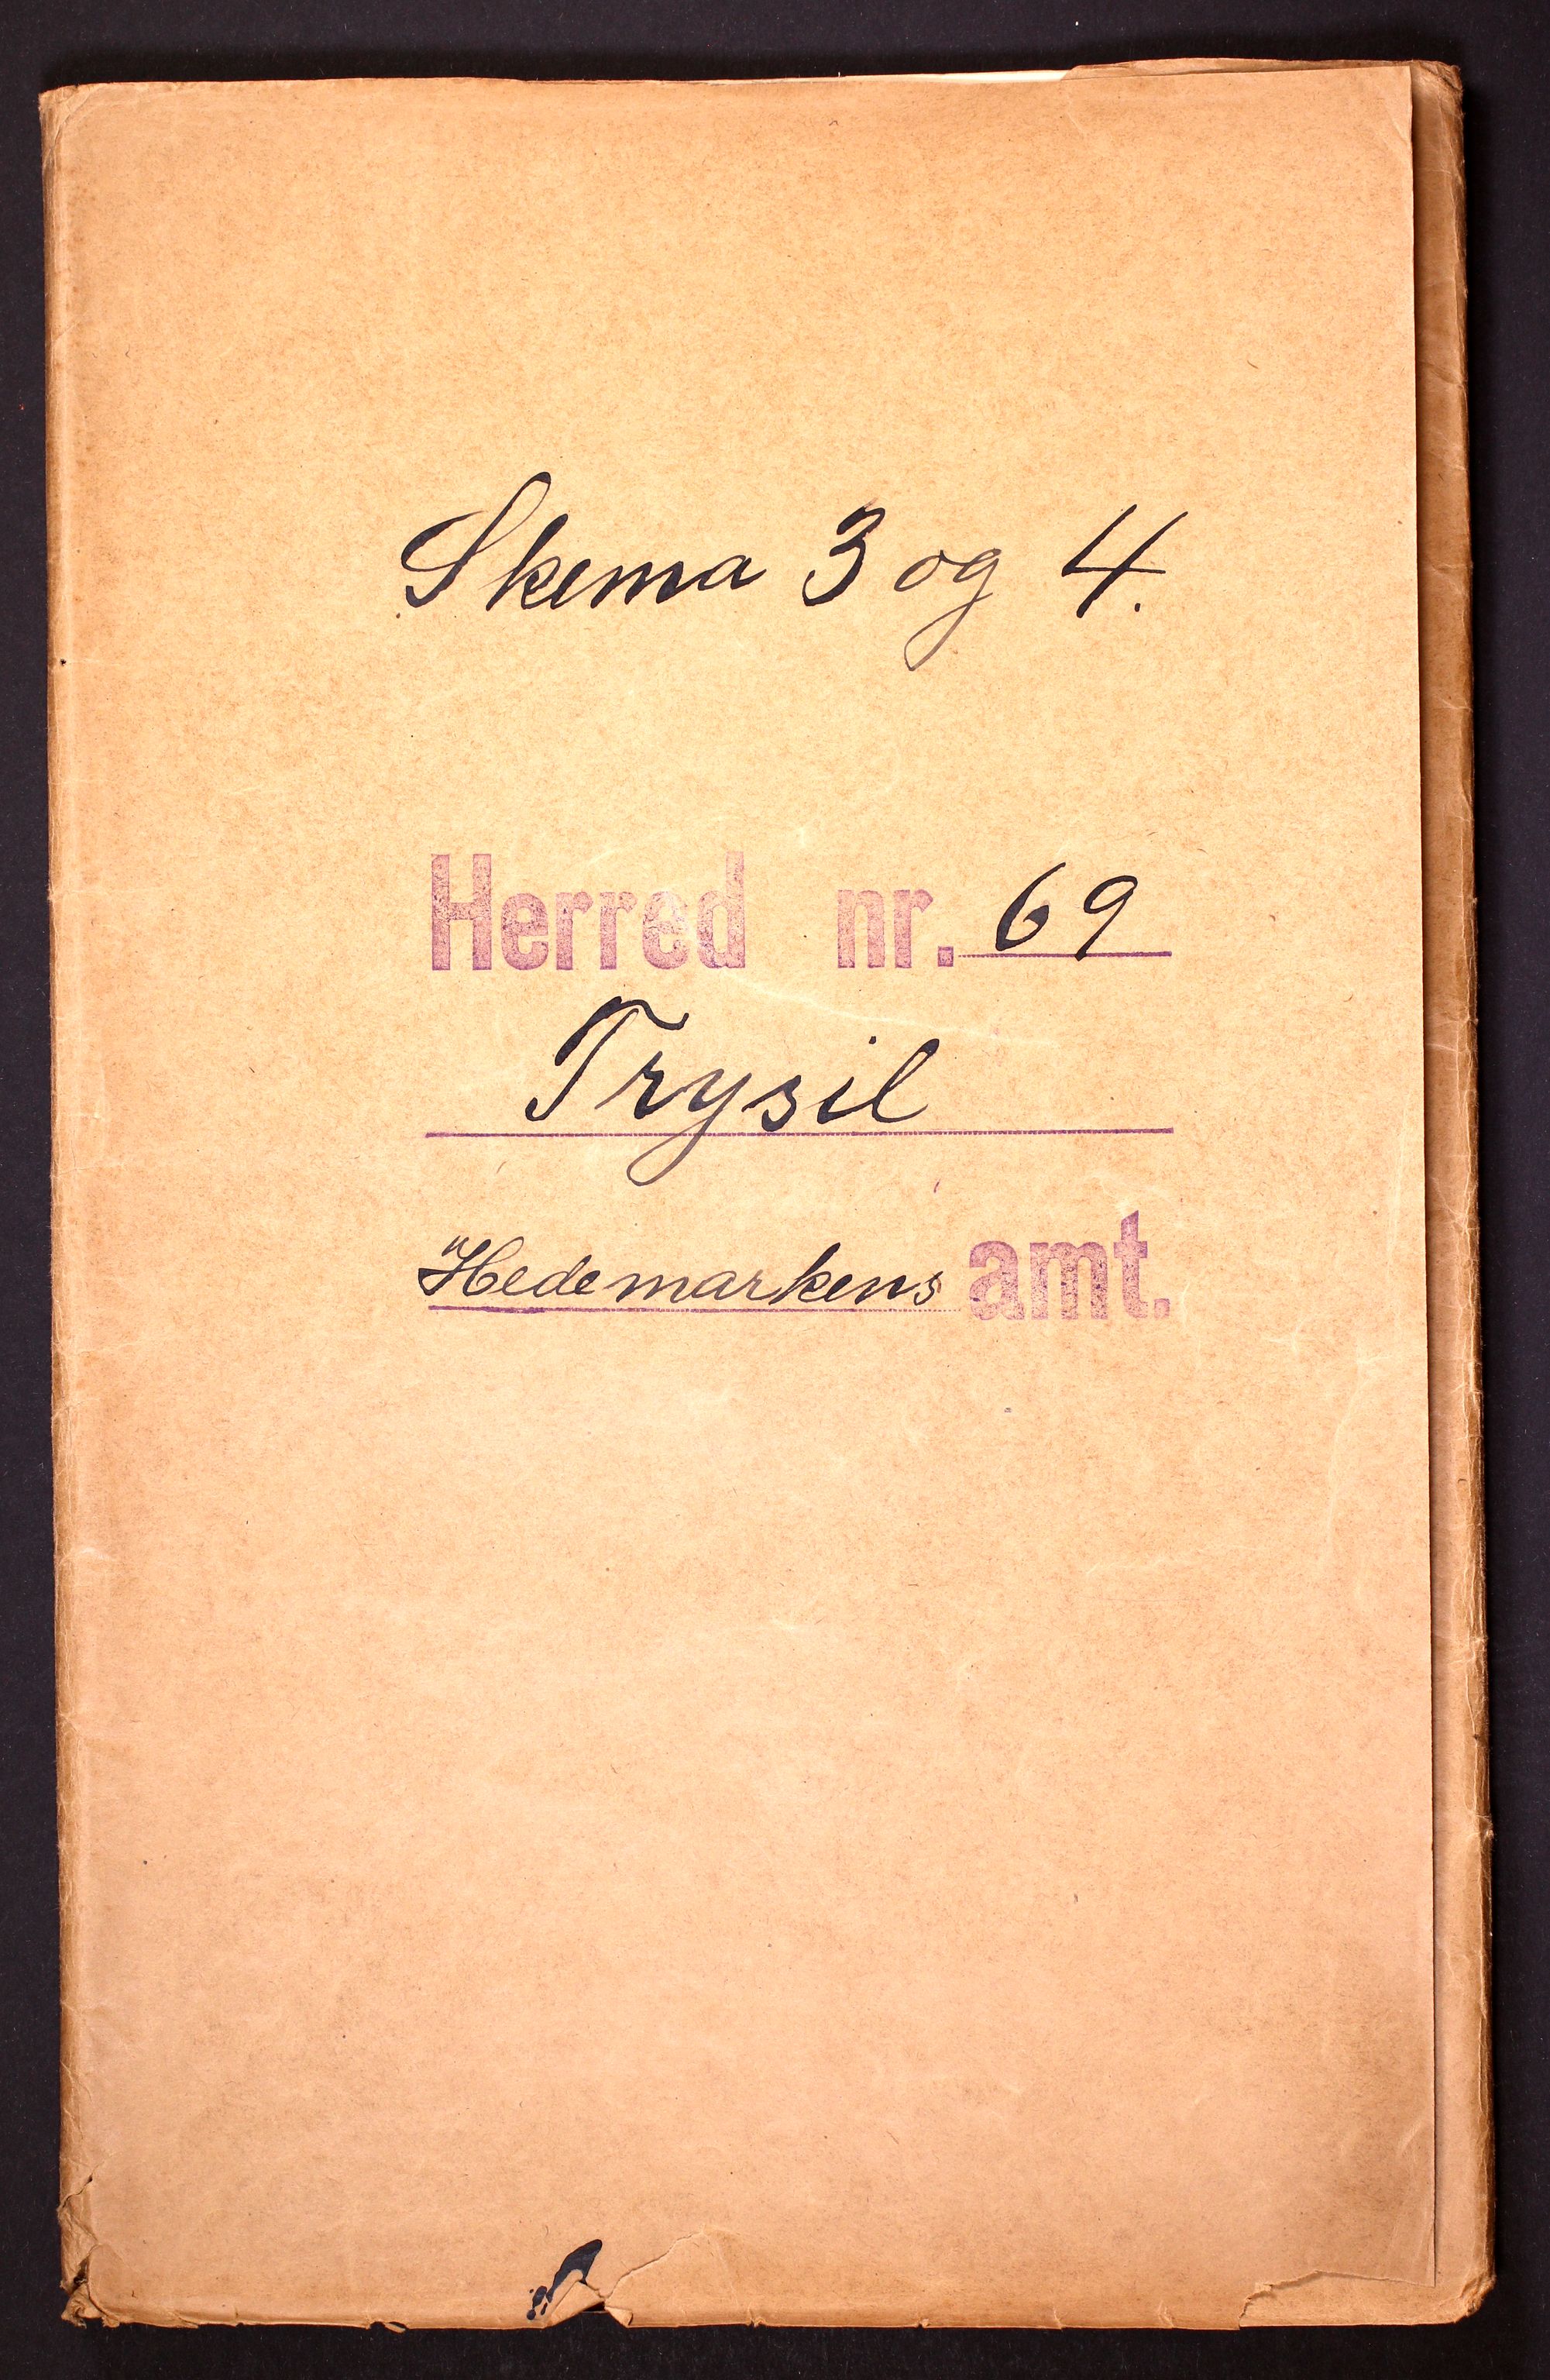 Skema 3 og 4.
Herred nr. 69
Trysil
Hedemarkens amt.